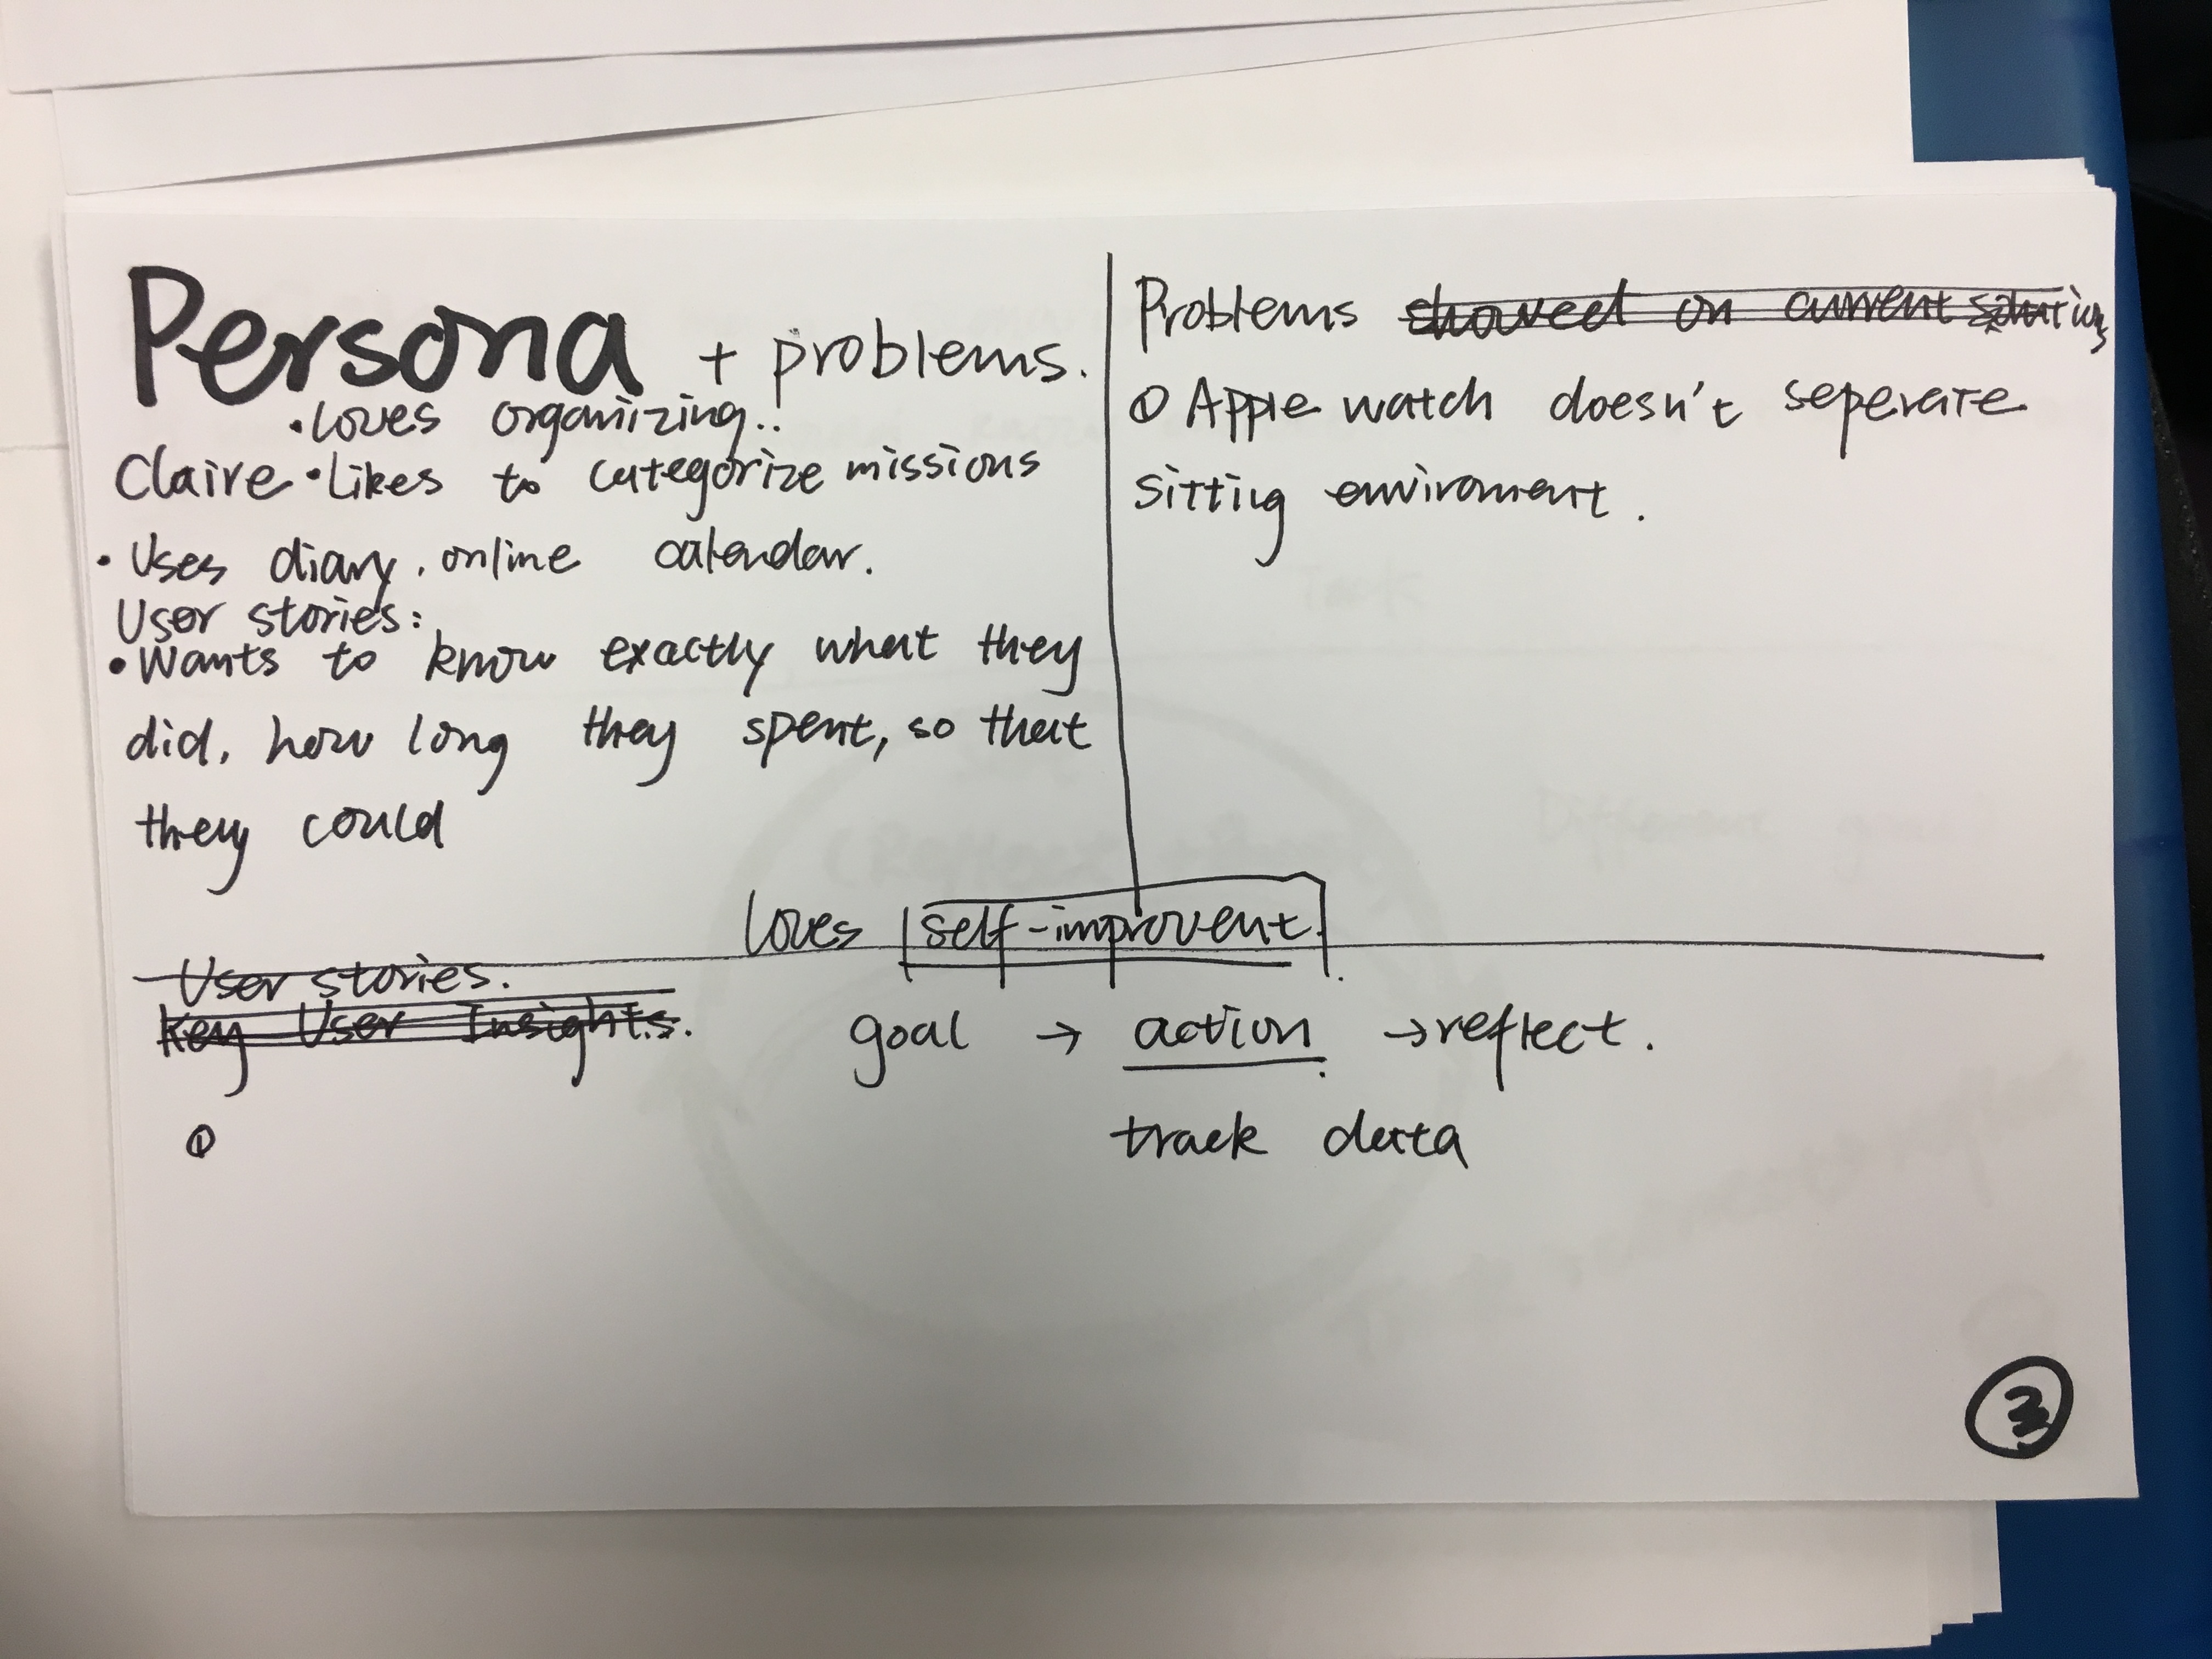 Persona + problems.
• Loves organizing..
Claire • Likes to categorize missions
• Uses diary, online calendar.
User stories:
• Wants to know exactly what they
did, how long they spent, so that
they could
Problems
① Apple watch doesn't seperate
sitting environment.
loves self-improvent.
User stories.
Key User Insights.
goal → action → reflect.
①
track data
3